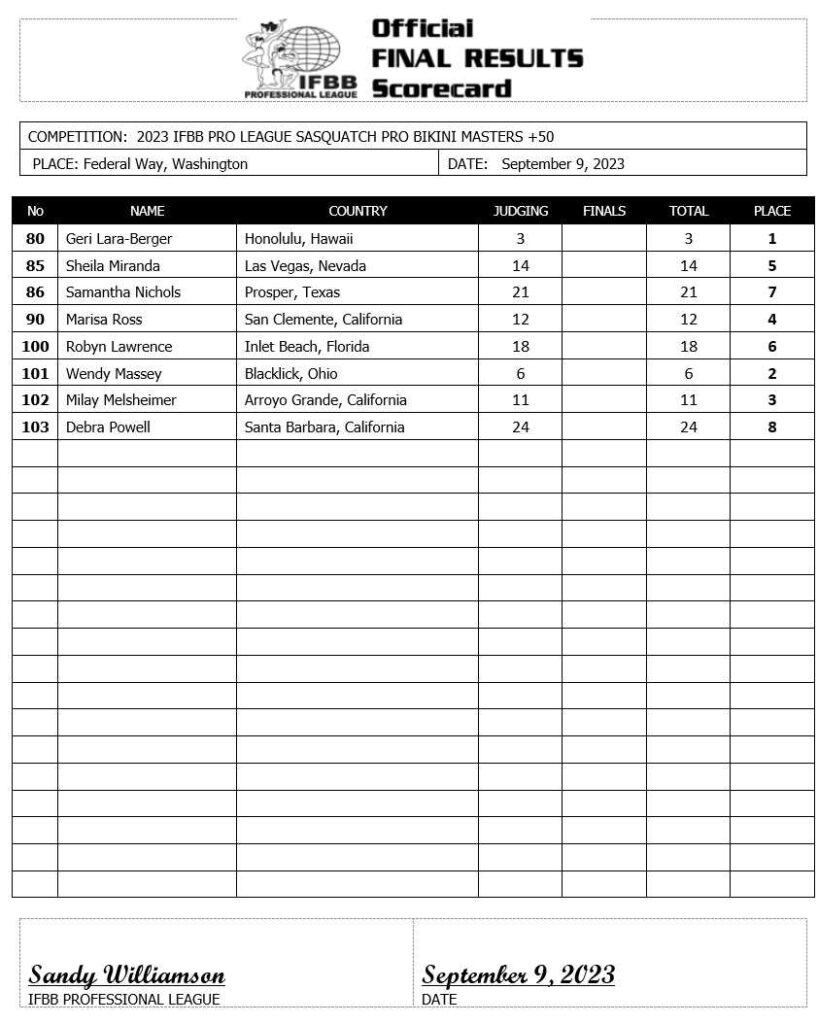 Official
FINAL RESULTS
Scorecard
IFBB
PROFESSIONAL LEAGUE
COMPETITION: 2023 IFBB PRO LEAGUE SASQUATCH PRO BIKINI MASTERS +50
PLACE: Federal Way, Washington DATE: September 9, 2023
No NAME COUNTRY JUDGING FINALS TOTAL PLACE
80 Geri Lara-Berger Honolulu, Hawaii 3 3 1
85 Sheila Miranda Las Vegas, Nevada 14 14 5
86 Samantha Nichols Prosper, Texas 21 21 7
90 Marisa Ross San Clemente, California 12 12 4
100 Robyn Lawrence Inlet Beach, Florida 18 18 6
101 Wendy Massey Blacklick, Ohio 6 6 2
102 Milay Melsheimer Arroyo Grande, California 11 11 3
103 Debra Powell Santa Barbara, California 24 24 8
Sandy Williamson September 9, 2023
IFBB PROFESSIONAL LEAGUE DATE